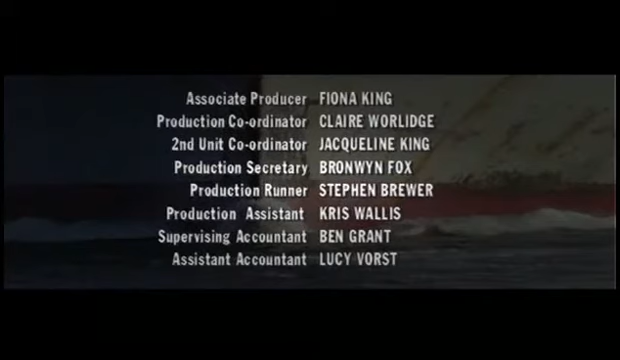 Associate Producer FIONA KING
Production Co-ordinator CLAIRE WORLIDGE
2nd Unit Co-ordinator JACQUELINE KING
Production Secretary BRONWYN FOX
Production Runner STEPHEN BREWER
Production Assistant KRIS WALLIS
Supervising Accountant BEN GRANT
Assistant Accountant LUCY VORST